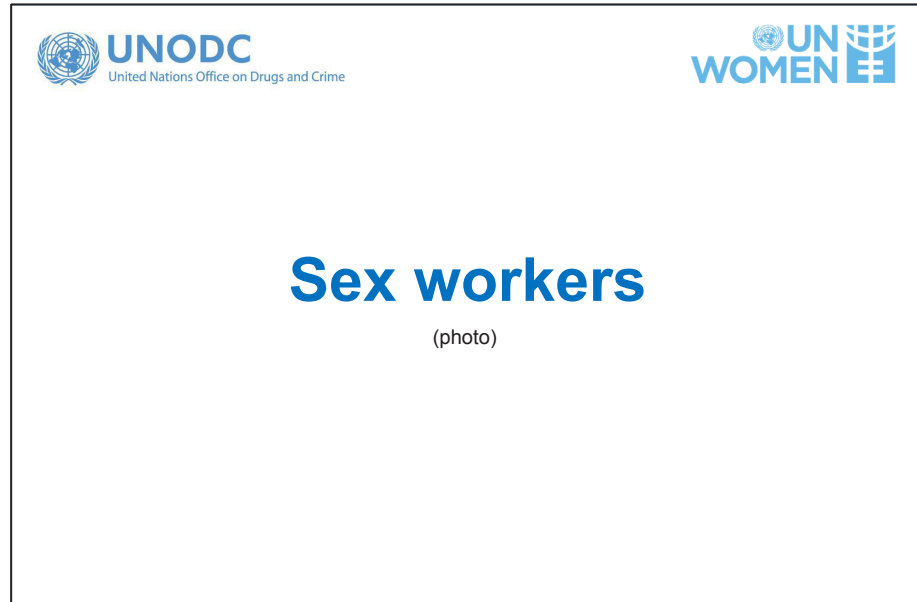 UNODC
United Nations Office on Drugs and Crime
UN
WOMEN
Sex workers
(photo)